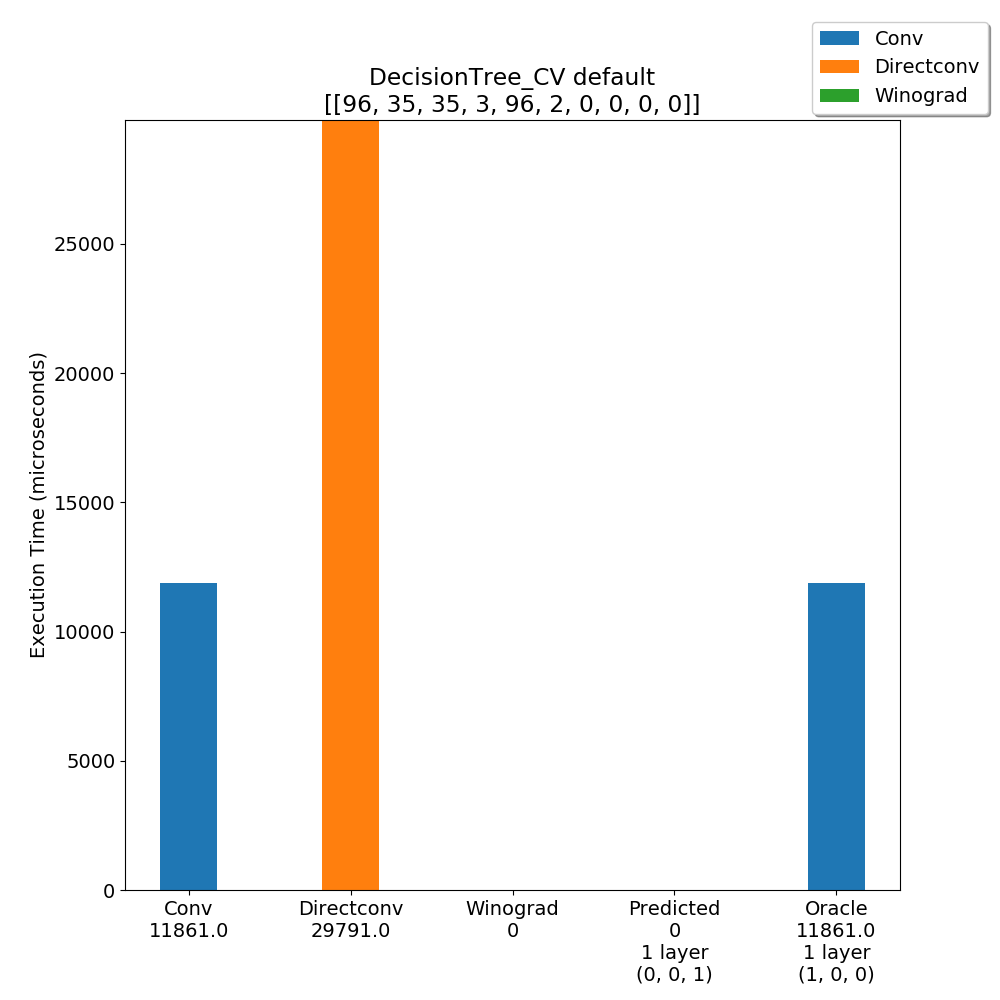 Conv
Directconv
Winograd
DecisionTree_CV default
[[96, 35, 35, 3, 96, 2, 0, 0, 0, 0]]
Execution Time (microseconds)
25000
20000
15000
10000
5000
0
Conv
11861.0
Directconv
29791.0
Winograd
0
Predicted
0
1 layer
(0, 0, 1)
Oracle
11861.0
1 layer
(1, 0, 0)